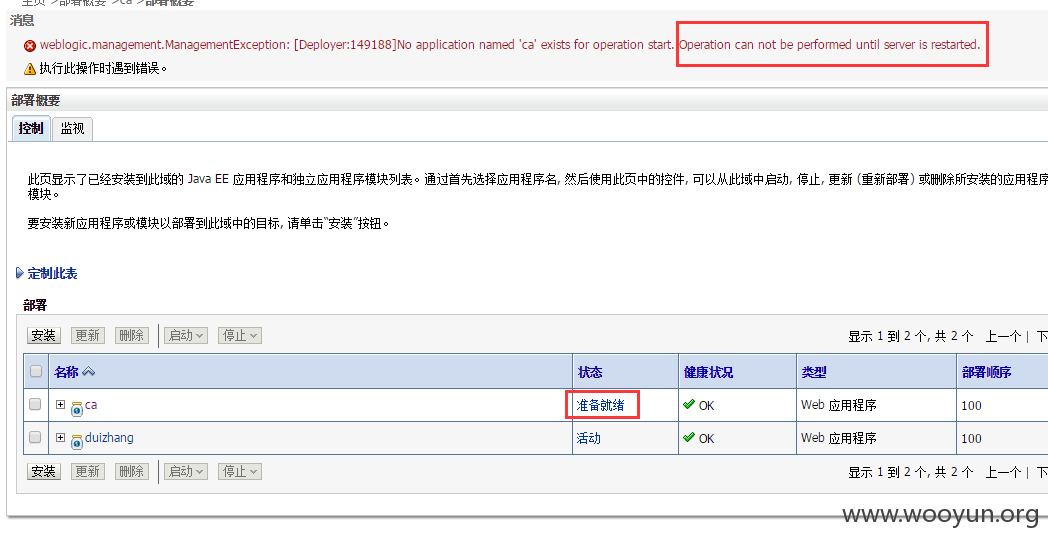 主页 >部署概要 >ca >部署概要
消息
weblogic.management.ManagementException: [Deployer:149188]No application named 'ca' exists for operation start. Operation can not be performed until server is restarted.
执行此操作时遇到错误。
部署概要
控制 监视
此页显示了已经安装到此域的 Java EE 应用程序和独立应用程序模块列表。通过首先选择应用程序名, 然后使用此页中的控件, 可以从此域中启动, 停止, 更新 (重新部署) 或删除所安装的应用程序
模块。
要安装新应用程序或模块以部署到此域中的目标, 请单击“安装”按钮。
定制此表
部署
安装 更新 删除 启动 停止 显示 1 到 2 个, 共 2 个 上一个 | 下
名称 状态 健康状况 类型 部署顺序
ca 准备就绪 OK Web 应用程序 100
duizhang 活动 OK Web 应用程序 100
安装 更新 删除 启动 停止 显示 1 到 2 个, 共 2 个 上一个 | 下
www.wooyun.org